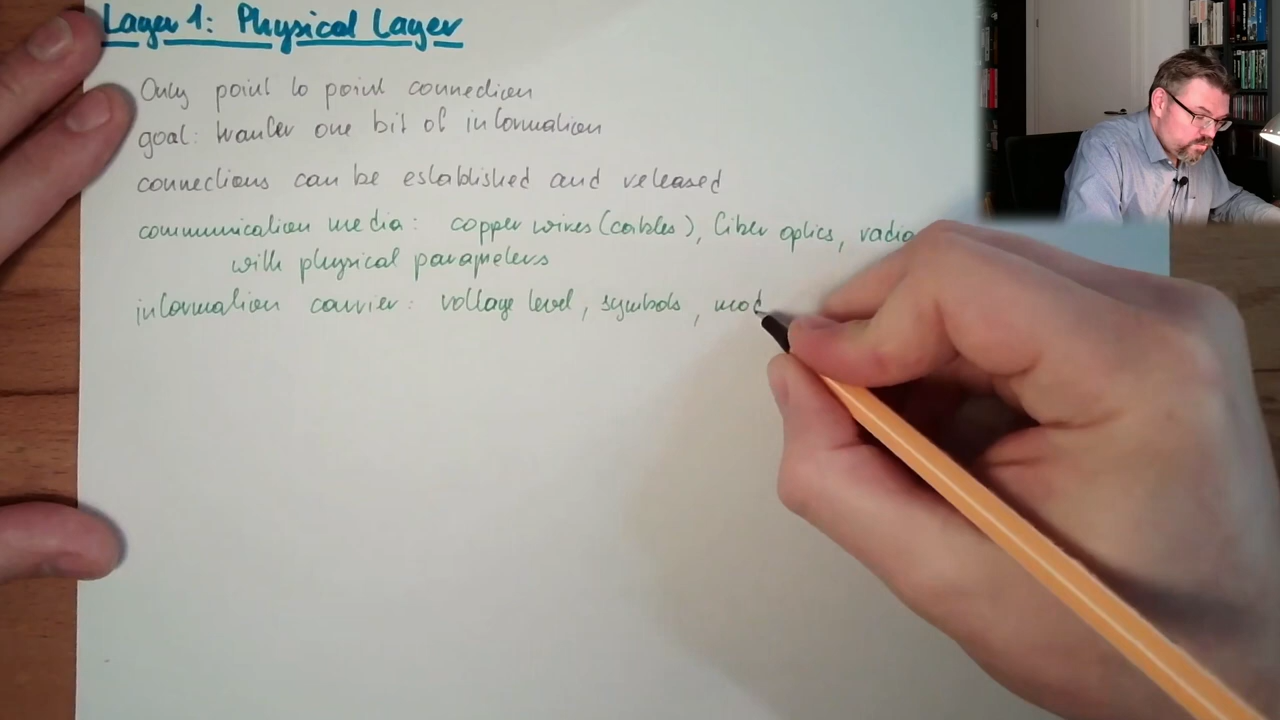 Layer 1: Physical Layer
Only point to point connection
goal: transfer one bit of information
connections can be established and released
communication media: copper wires (cables), fiber optics, radio
with physical parameters
information carrier: voltage level, symbols, mod